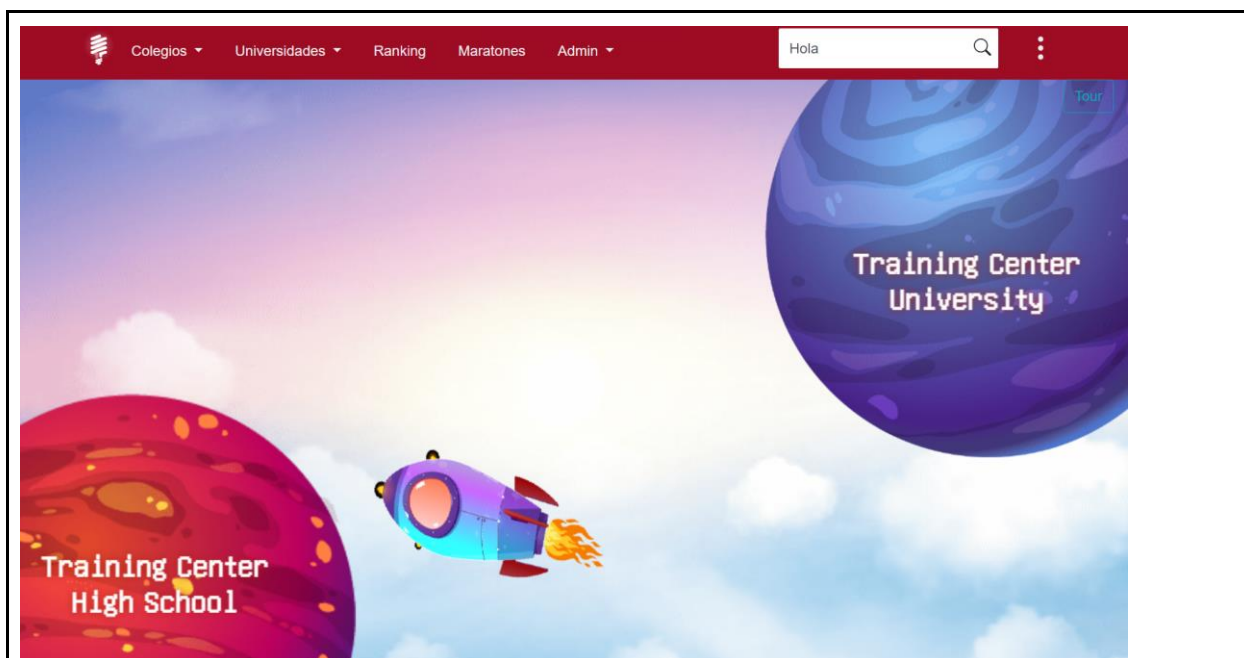 Colegios
Universidades
Ranking
Maratones
Admin
Hola
Tour
Training Center
University
Training Center
High School